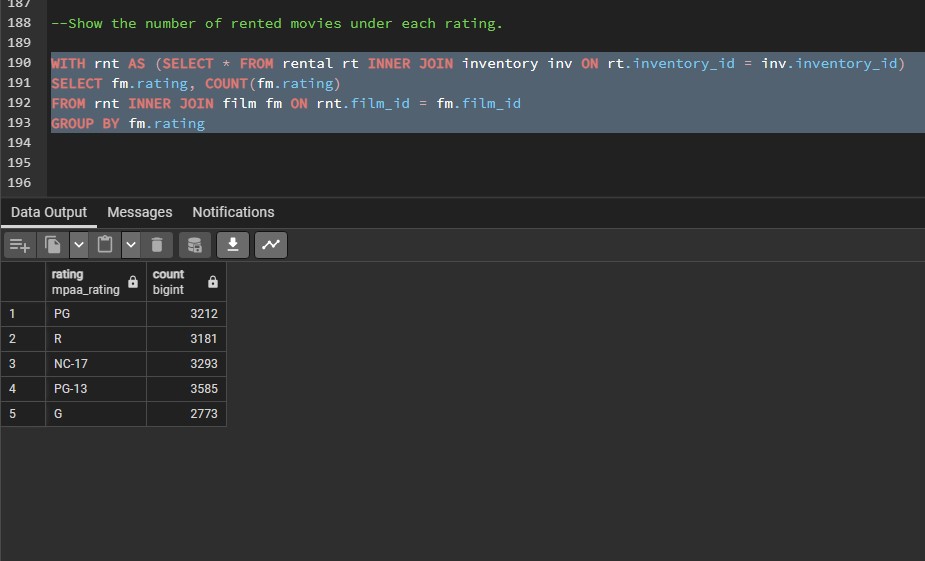 187
188 --Show the number of rented movies under each rating.
189
190 WITH rnt AS (SELECT * FROM rental rt INNER JOIN inventory inv ON rt.inventory_id = inv.inventory_id)
191 SELECT fm.rating, COUNT(fm.rating)
192 FROM rnt INNER JOIN film fm ON rnt.film_id = fm.film_id
193 GROUP BY fm.rating
194
195
196
Data Output Messages Notifications
rating count
mpaa_rating bigint
1 PG 3212
2 R 3181
3 NC-17 3293
4 PG-13 3585
5 G 2773